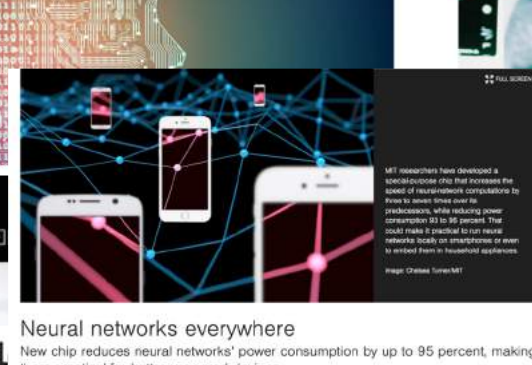 FULL SCREEN
MIT researchers have developed a
special-purpose chip that increases the
speed of neural-network computations by
three to seven times over its
predecessors, while reducing power
consumption 93 to 96 percent. That
could make it practical to run neural
networks locally on smartphones or even
to embed them in household appliances.
Image: Chelsea Turner/MIT
Neural networks everywhere
New chip reduces neural networks' power consumption by up to 95 percent, making